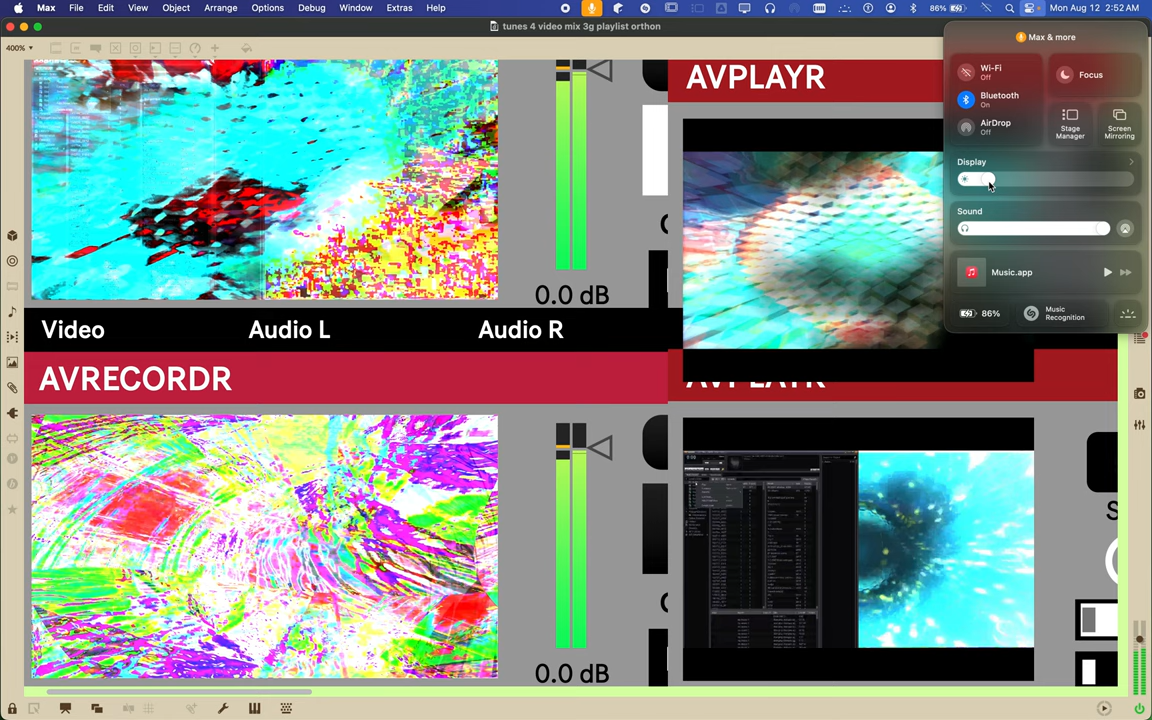 Max File Edit View Object Arrange Options Debug Window Extras Help
86% Mon Aug 12 2:52 AM
tunes 4 video mix 3g playlist orthon
400%
Max & more
Wi-Fi
Off
Bluetooth
On
AirDrop
Off
Focus
Stage
Manager
Screen
Mirroring
Display
Sound
Music.app
86%
Music
Recognition
AVPLAYR
0.0 dB
Video Audio L Audio R
AVRECORDR
AVPLAYR
0.0 dB